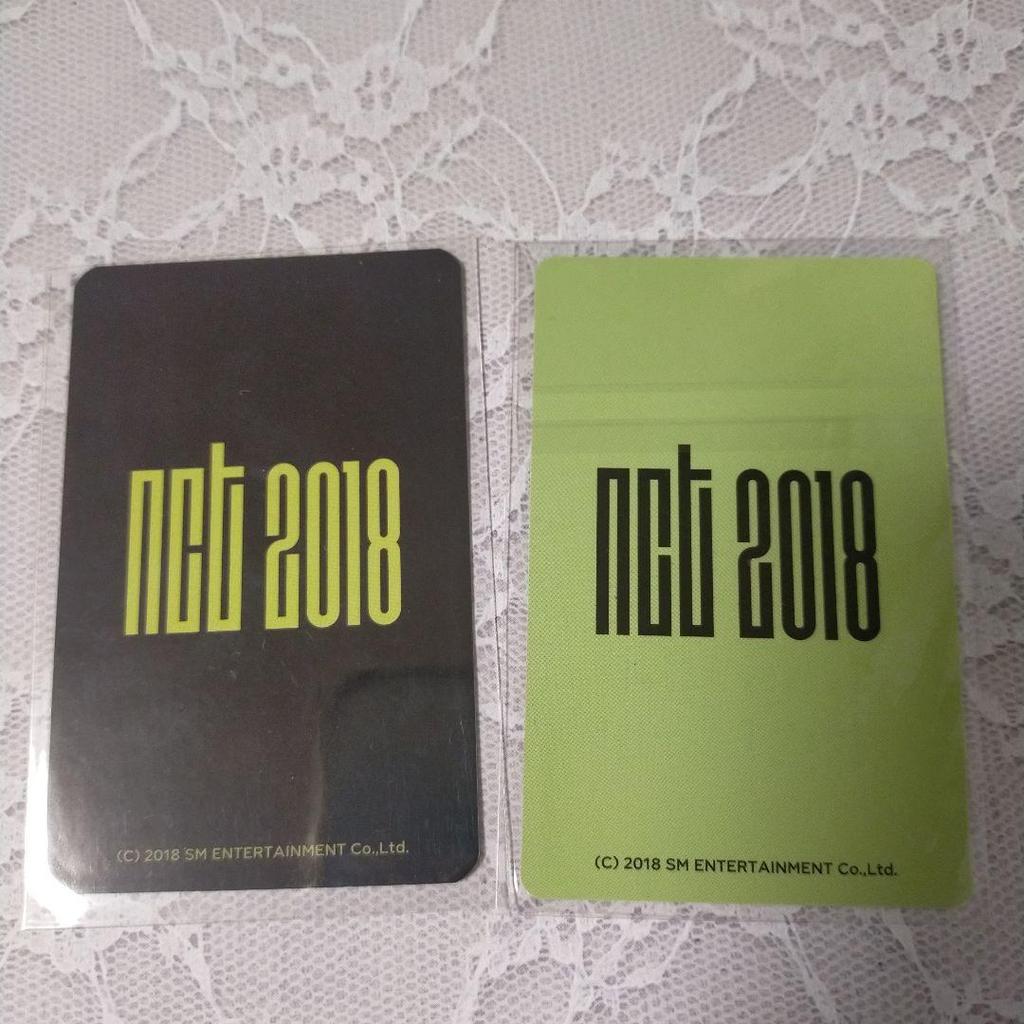 nct 2018
(C) 2018 SM ENTERTAINMENT Co.,Ltd.
nct 2018
(C) 2018 SM ENTERTAINMENT Co.,Ltd.